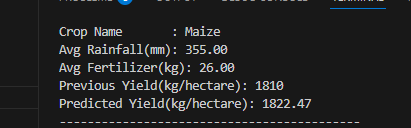 Crop Name       : Maize
Avg Rainfall(mm): 355.00
Avg Fertilizer(kg): 26.00
Previous Yield(kg/hectare): 1810
Predicted Yield(kg/hectare): 1822.47
-------------------------------------------